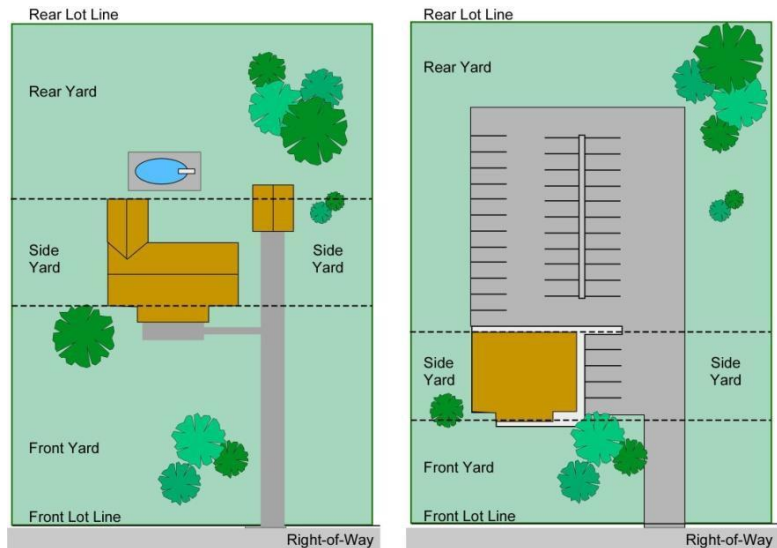 Rear Lot Line
Rear Yard
Side
Yard
Side
Yard
Front Yard
Front Lot Line
Right-of-Way
Rear Lot Line
Rear Yard
Side
Yard
Side
Yard
Front Yard
Front Lot Line
Right-of-Way